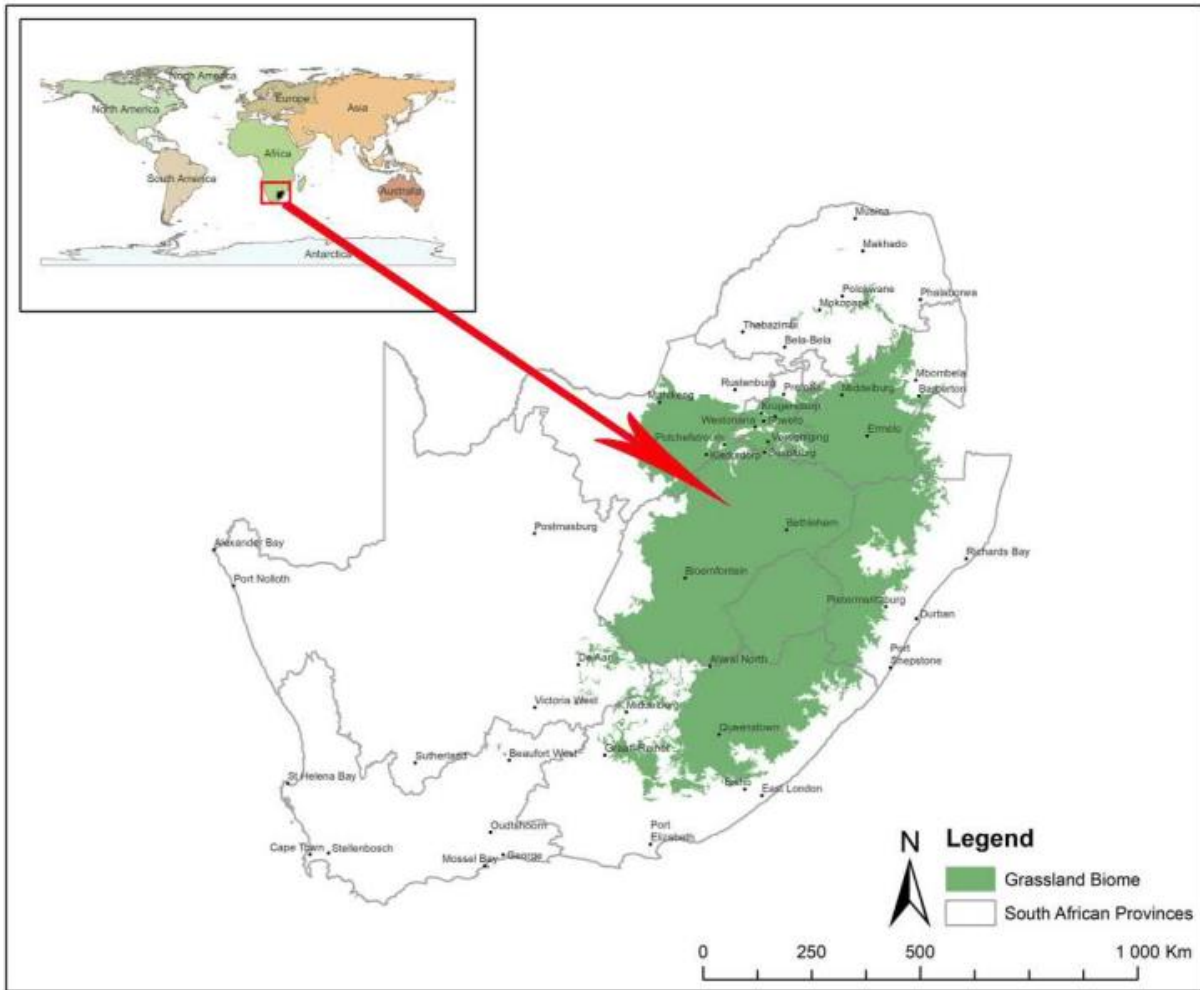 North America
North America
Europe
Asia
Africa
South America
Australia
Antarctica
Musina
Makhado
Polokwane
Mokopane
Phalaborwa
Thabazimbi
Bela-Bela
Rustenburg
Pretoria
Middelburg
Mbombela
Barberton
Mahikeng
Krugersdorp
Westonaria
Soweto
Ermelo
Potchefstroom
Vereeniging
Klerksdorp
Sasolburg
Postmasburg
Bethlehem
Alexander Bay
Richards Bay
Port Nolloth
Bloemfontein
Pietermaritzburg
Durban
Port
Shepstone
De Aar
Aliwal North
Victoria West
Middelburg
Queenstown
Sutherland
Beaufort West
Graaff-Reinet
St Helena Bay
Bisho
East London
Oudtshoorn
Port
Elizabeth
Cape Town
Stellenbosch
Mossel Bay
George
N
Legend
Grassland Biome
South African Provinces
0
250
500
1 000 Km